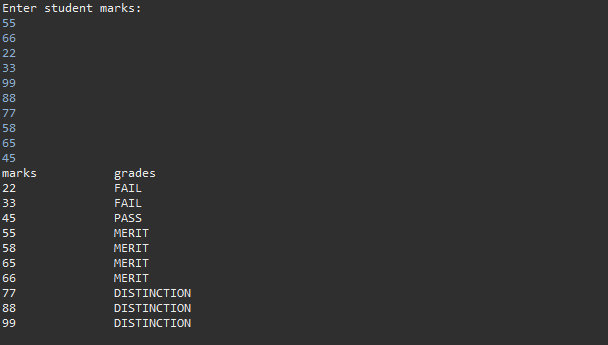 Enter student marks:
55
66
22
33
99
88
77
58
65
45
marks grades
22 FAIL
33 FAIL
45 PASS
55 MERIT
58 MERIT
65 MERIT
66 MERIT
77 DISTINCTION
88 DISTINCTION
99 DISTINCTION